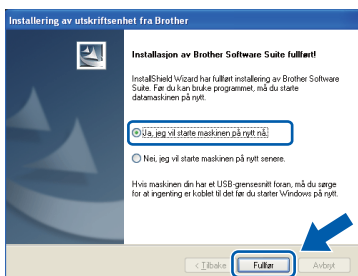 Installering av utskriftsenhet fra Brother
Installasjon av Brother Software Suite fullført!
InstallShield Wizard har fullført installering av Brother Software
Suite. Før du kan bruke programmet, må du starte
datamaskinen på nytt.
Ja, jeg vil starte maskinen på nytt nå.
Nei, jeg vil starte maskinen på nytt senere.
Hvis maskinen din har et USB-grensesnitt foran, må du sørge
for at ingenting er koblet til det før du starter Windows på nytt.
< Tilbake
Fullfør
Avbryt